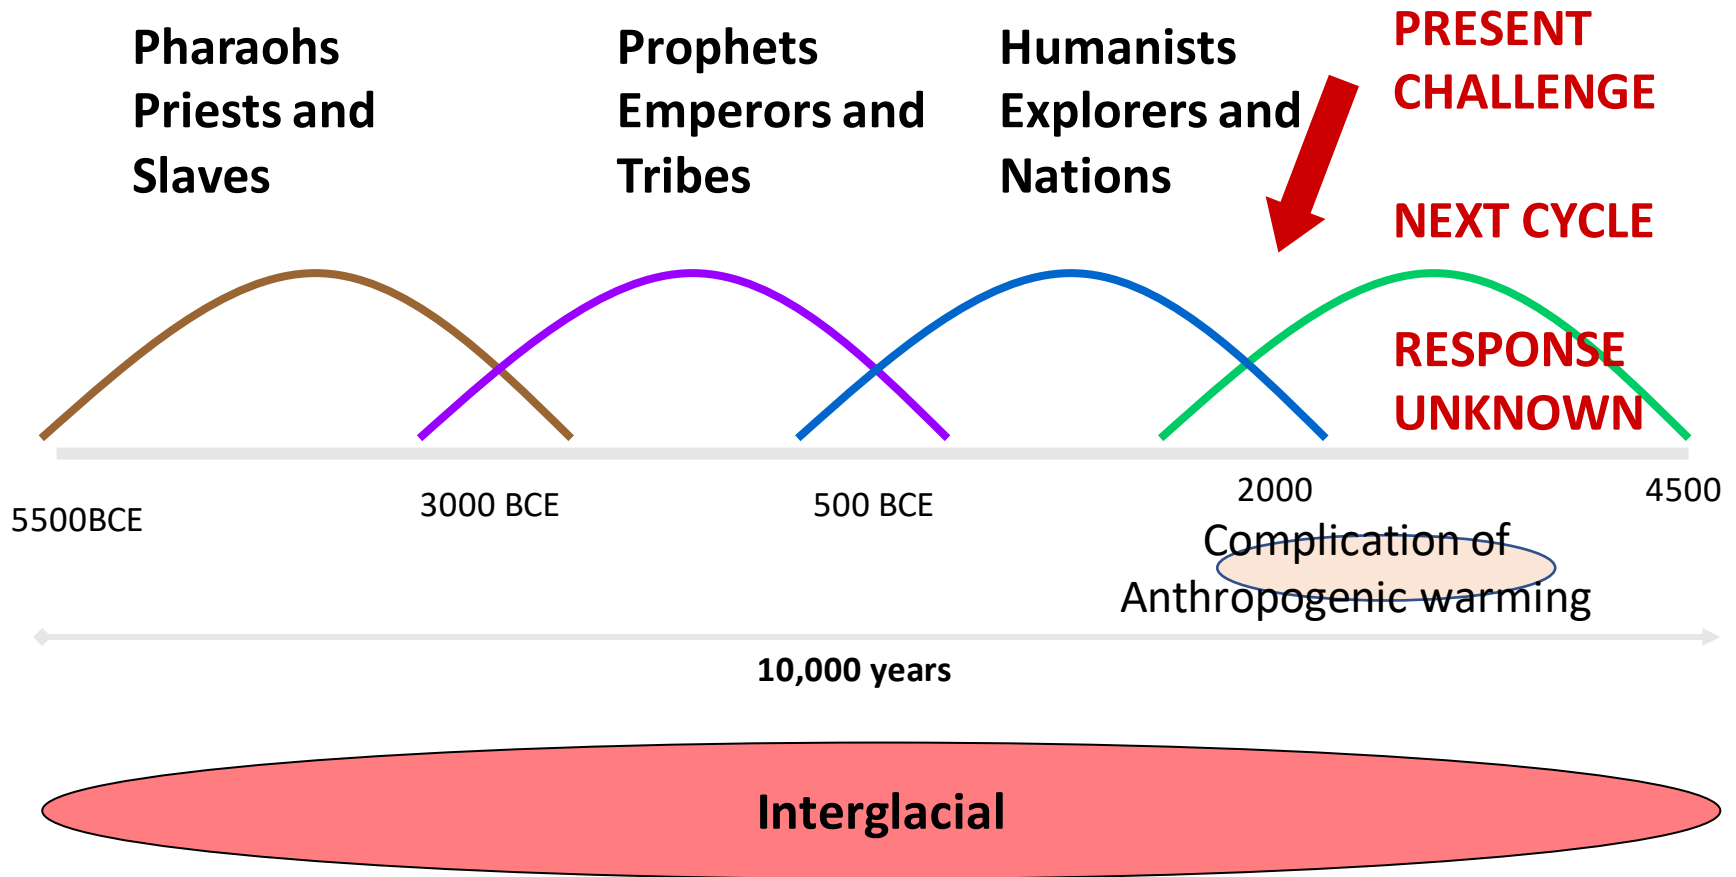 Pharaohs
Priests and
Slaves
Prophets
Emperors and
Tribes
Humanists
Explorers and
Nations
PRESENT
CHALLENGE
NEXT CYCLE
RESPONSE
UNKNOWN
5500BCE
3000 BCE
500 BCE
2000
4500
Complication of
Anthropogenic warming
10,000 years
Interglacial